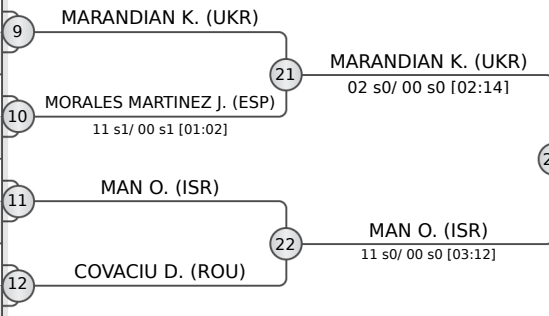 MARANDIAN K. (UKR)
9
21
MARANDIAN K. (UKR)
02 s0/ 00 s0 [02:14]
MORALES MARTINEZ J. (ESP)
10
11 s1/ 00 s1 [01:02]
MAN O. (ISR)
11
22
MAN O. (ISR)
11 s0/ 00 s0 [03:12]
COVACIU D. (ROU)
12